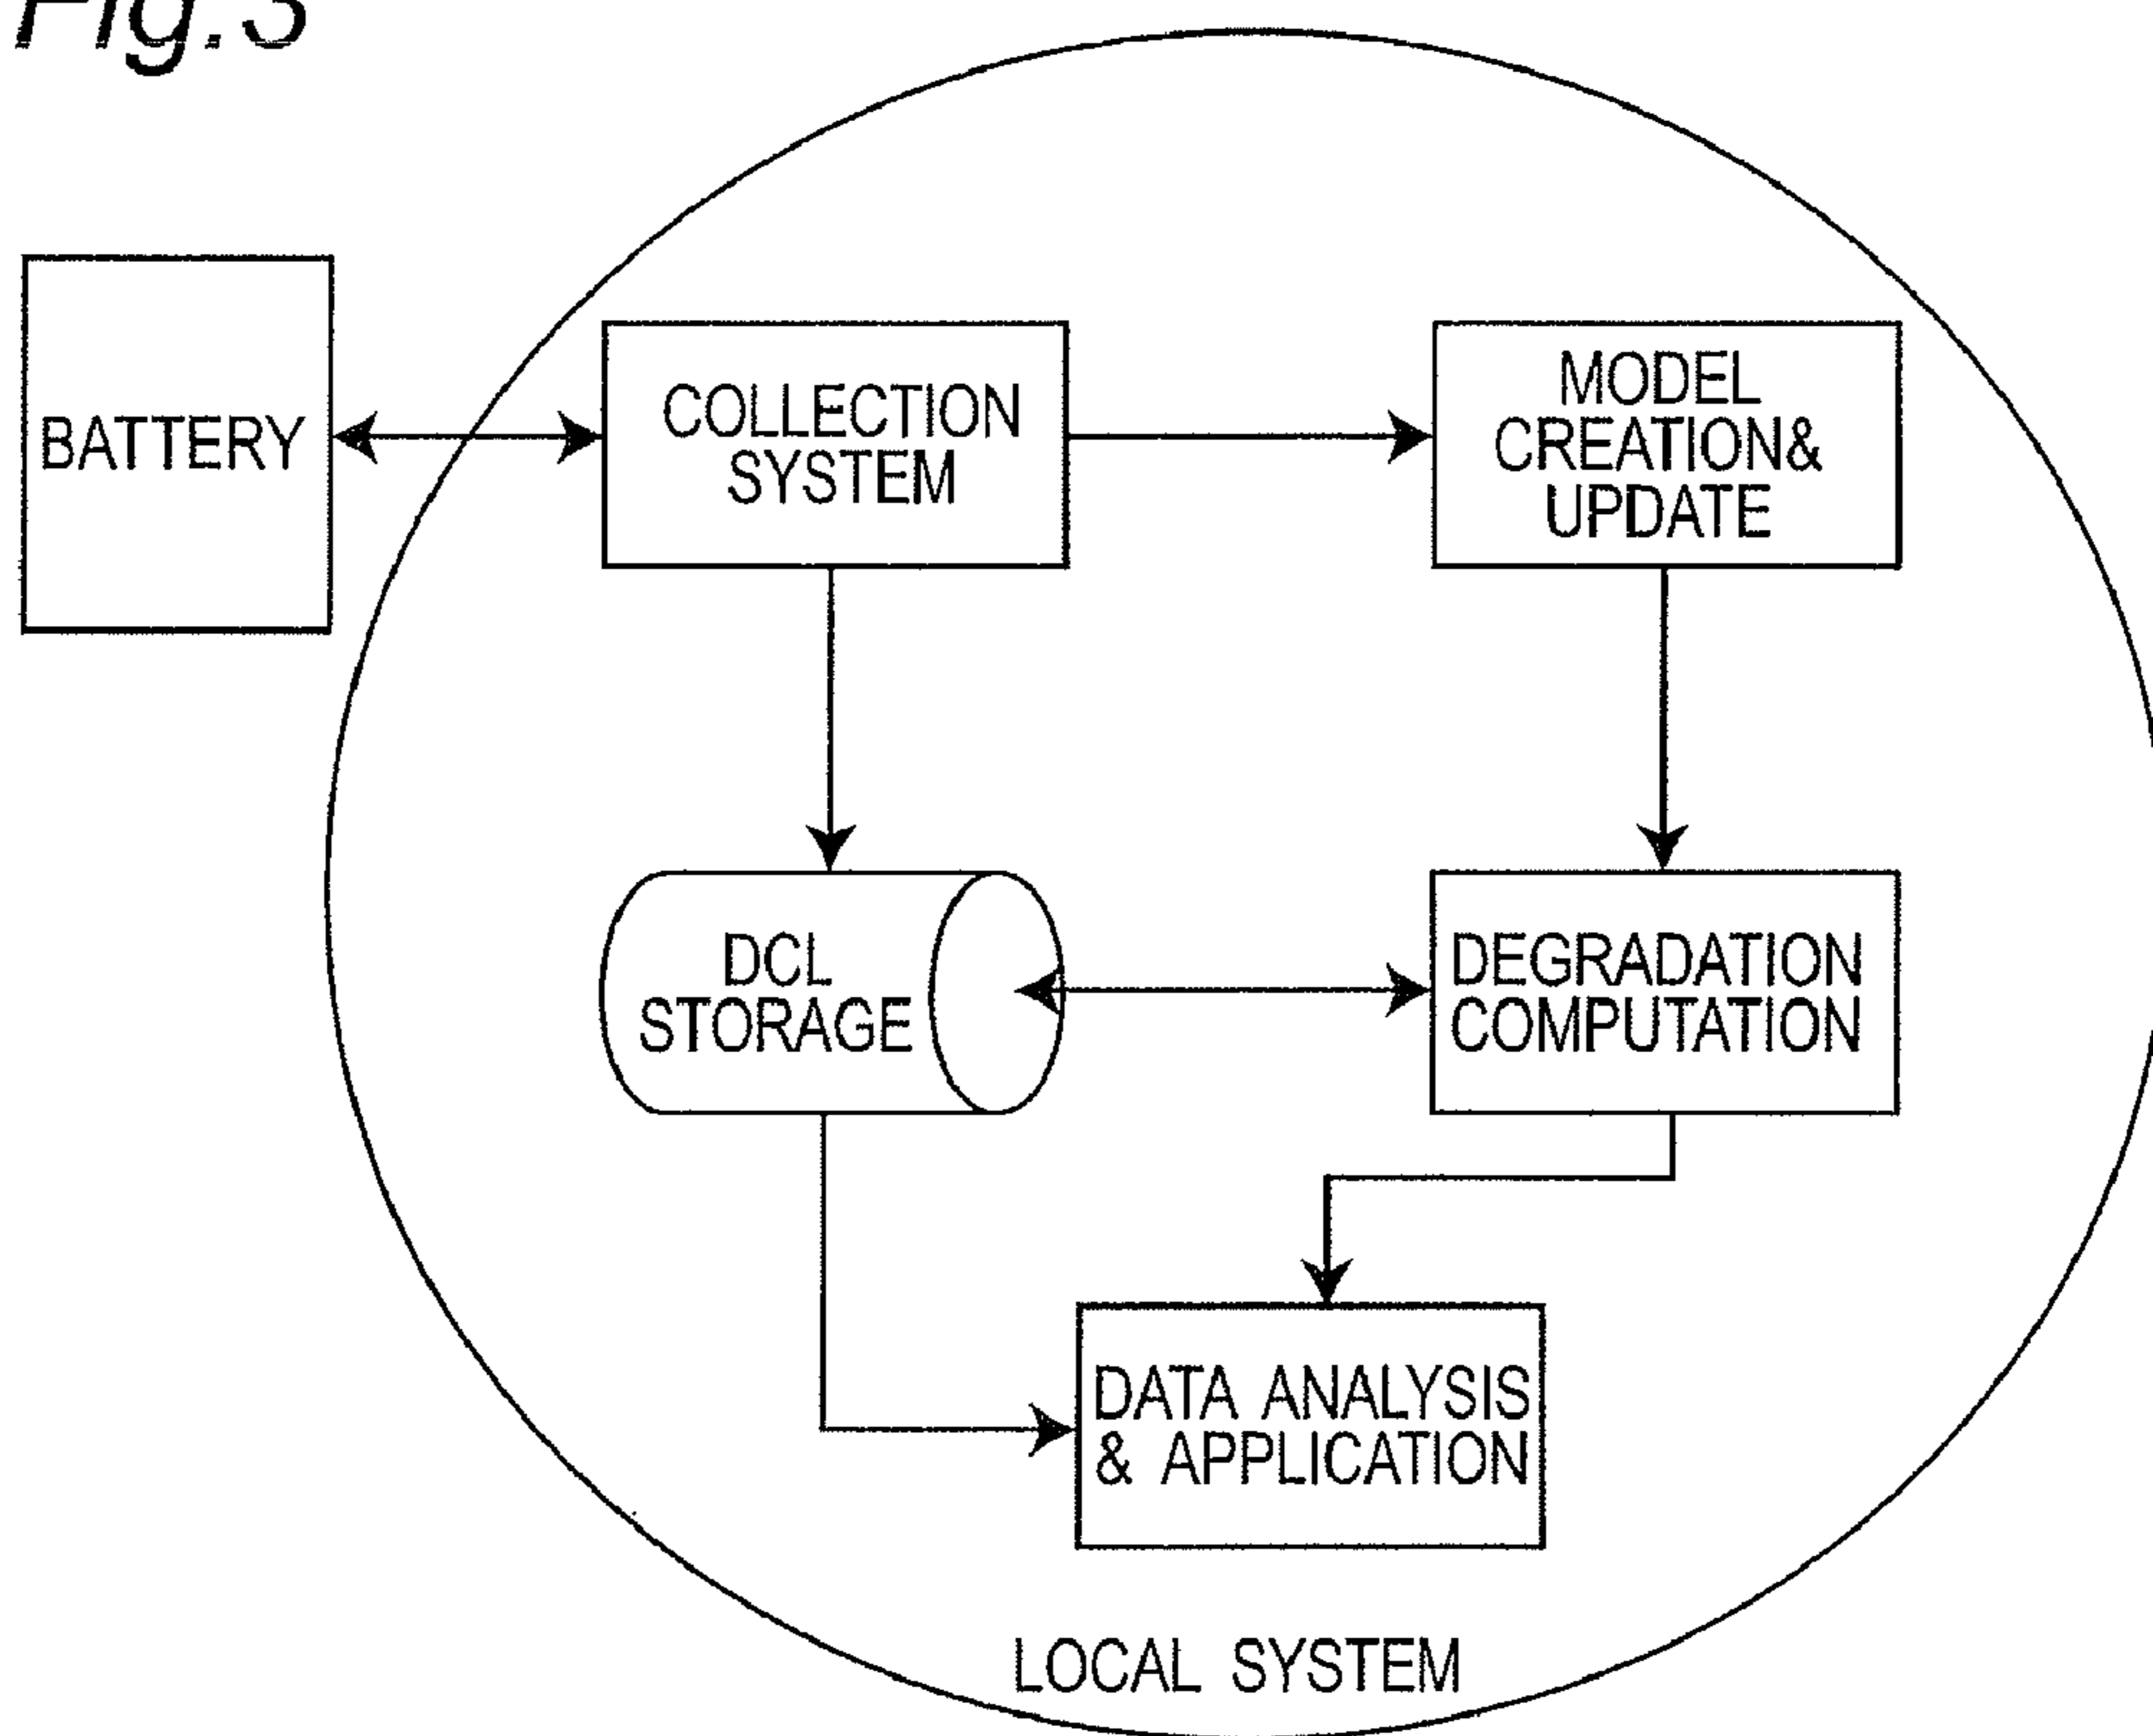 Fig.3
BATTERY
COLLECTION
SYSTEM
MODEL
CREATION&
UPDATE
DCL
STORAGE
DEGRADATION
COMPUTATION
DATA ANALYSIS
& APPLICATION
LOCAL SYSTEM